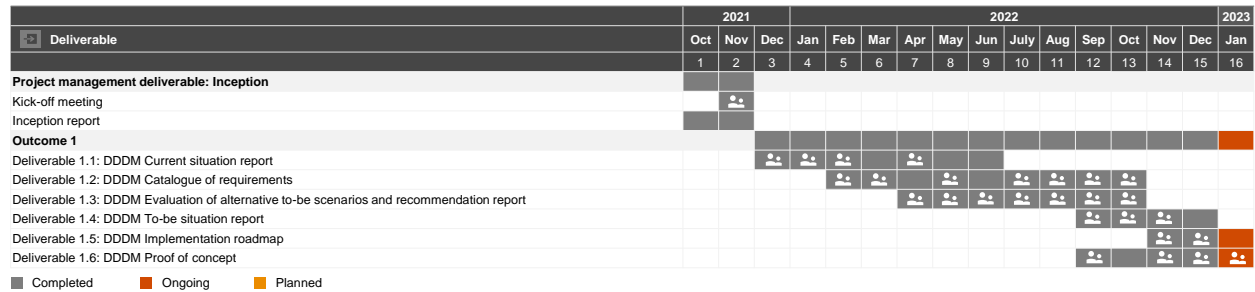 2021 2022 2023
Deliverable Oct Nov Dec Jan Feb Mar Apr May Jun July Aug Sep Oct Nov Dec Jan
1 2 3 4 5 6 7 8 9 10 11 12 13 14 15 16
Project management deliverable: Inception
Kick-off meeting
Inception report
Outcome 1
Deliverable 1.1: DDDM Current situation report
Deliverable 1.2: DDDM Catalogue of requirements
Deliverable 1.3: DDDM Evaluation of alternative to-be scenarios and recommendation report
Deliverable 1.4: DDDM To-be situation report
Deliverable 1.5: DDDM Implementation roadmap
Deliverable 1.6: DDDM Proof of concept
Completed Ongoing Planned